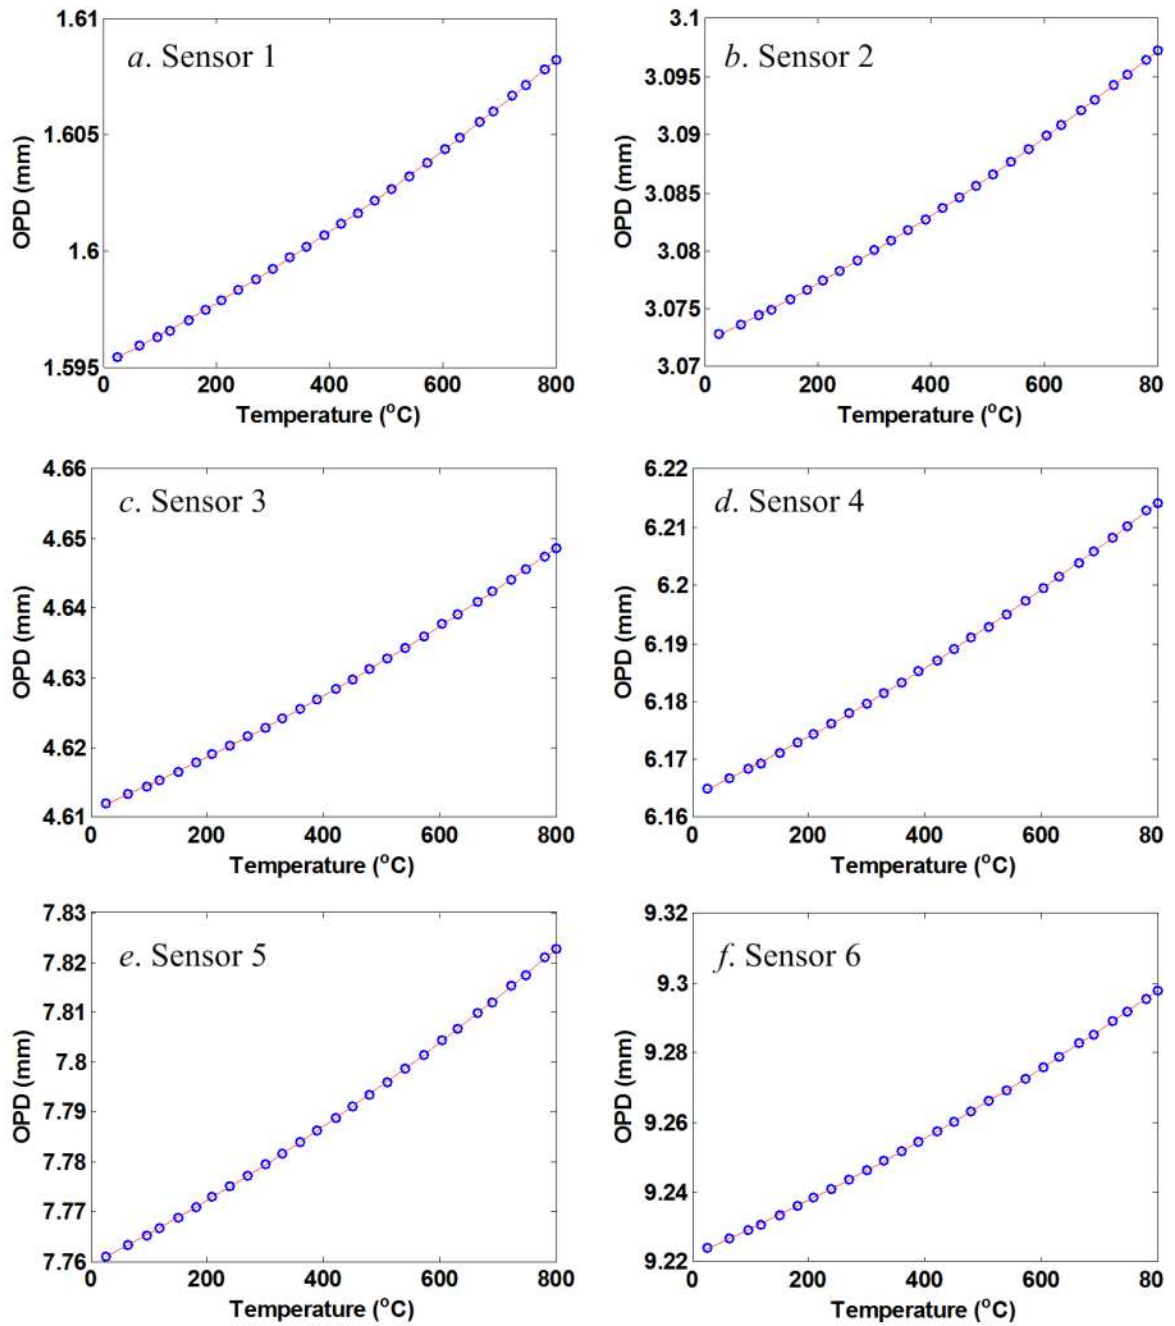 1.61
a. Sensor 1
1.605
1.6
1.595
OPD (mm)
0 200 400 600 800
Temperature (°C)
3.1
b. Sensor 2
3.095
3.09
3.085
3.08
3.075
3.07
OPD (mm)
0 200 400 600 80
Temperature (°C)
4.66
c. Sensor 3
4.65
4.64
4.63
4.62
4.61
OPD (mm)
0 200 400 600 800
Temperature (°C)
6.22
d. Sensor 4
6.21
6.2
6.19
6.18
6.17
6.16
OPD (mm)
0 200 400 600 80
Temperature (°C)
7.83
e. Sensor 5
7.82
7.81
7.8
7.79
7.78
7.77
7.76
OPD (mm)
0 200 400 600 800
Temperature (°C)
9.32
f. Sensor 6
9.3
9.28
9.26
9.24
9.22
OPD (mm)
0 200 400 600 80
Temperature (°C)